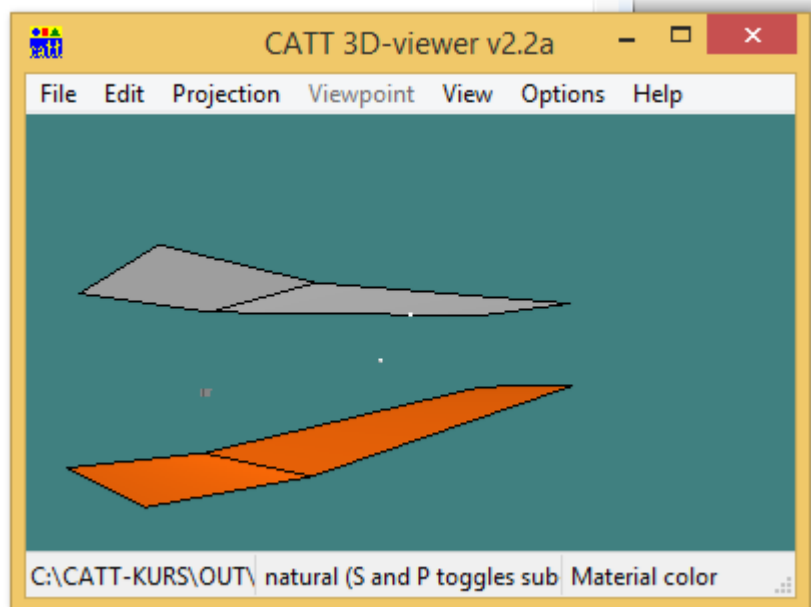 catt
CATT 3D-viewer v2.2a
File Edit Projection Viewpoint View Options Help
C:\CATT-KURS\OUT\ natural (S and P toggles sub Material color